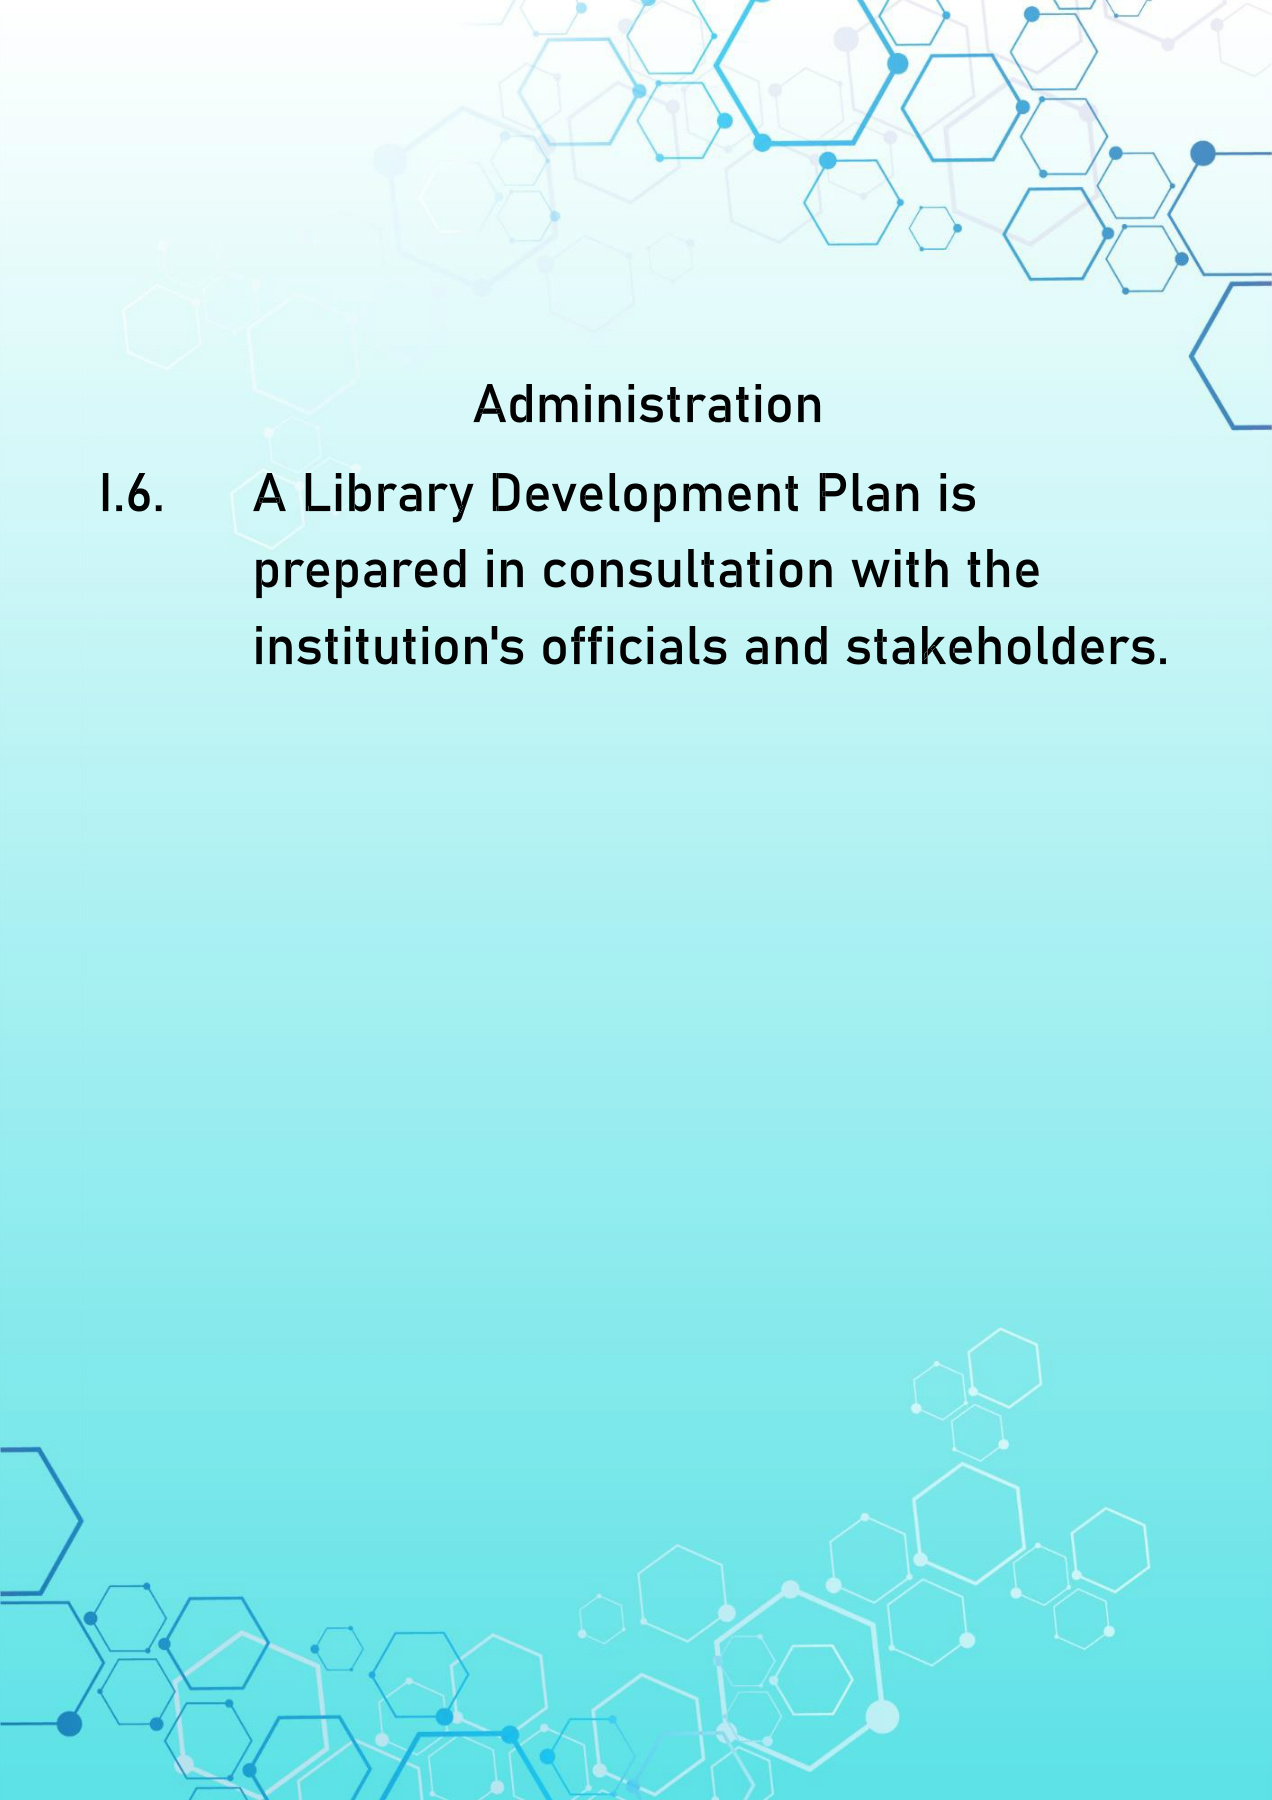 Administration
I.6. A Library Development Plan is
prepared in consultation with the
institution's officials and stakeholders.